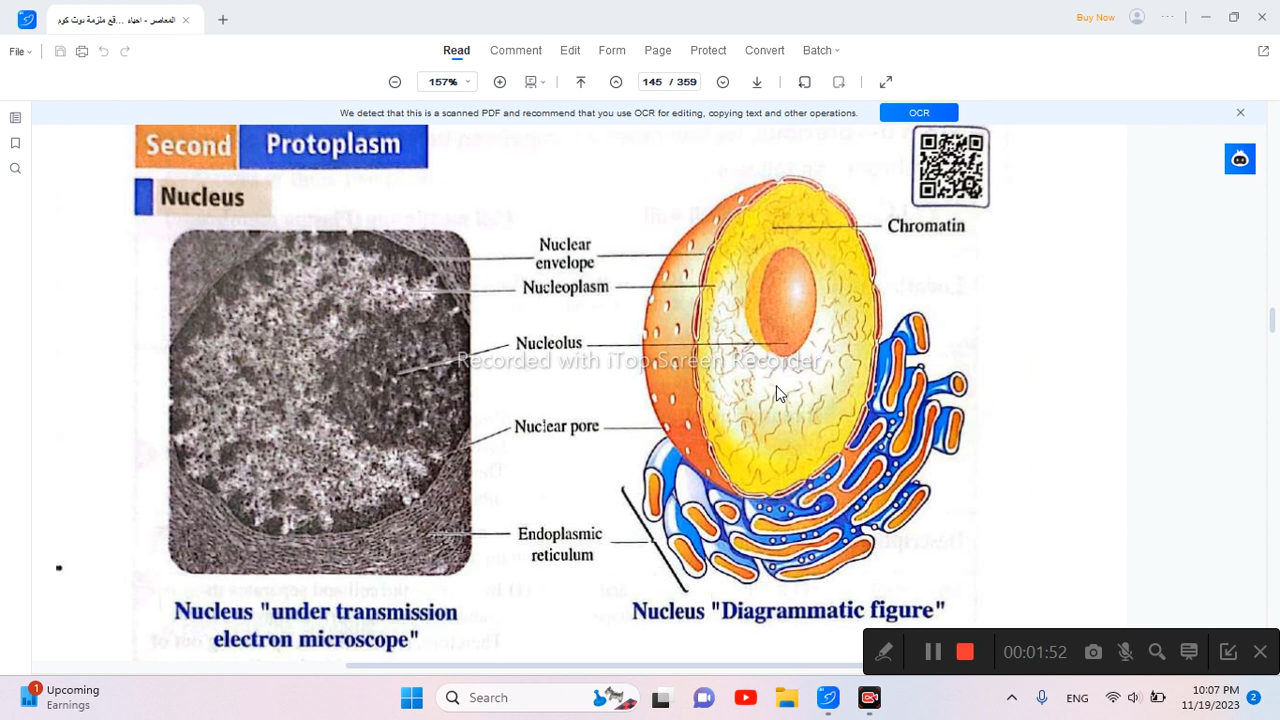 المعاصر - احياء ...قع ملزمة دوت كوم
Buy Now
File
Read
Comment
Edit
Form
Page
Protect
Convert
Batch
157%
145 / 359
We detect that this is a scanned PDF and recommend that you use OCR for editing, copying text and other operations.
OCR
Second
Protoplasm
Nucleus
Chromatin
Nuclear
envelope
Nucleoplasm
Nucleolus
Recorded with iTop Screen Recorder
Nuclear pore
Endoplasmic
reticulum
Nucleus "under transmission
electron microscope"
Nucleus "Diagrammatic figure"
00:01:52
1
Upcoming
Earnings
Search
ENG
10:07 PM
11/19/2023
2